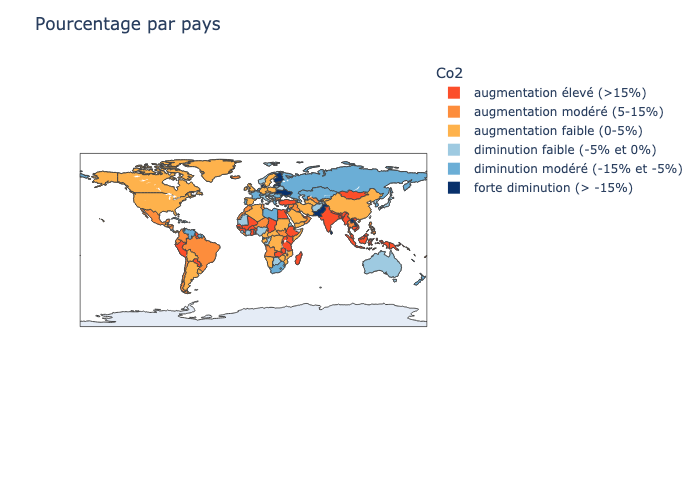 Pourcentage par pays
Co2
augmentation élevé (>15%)
augmentation modéré (5-15%)
augmentation faible (0-5%)
diminution faible (-5% et 0%)
diminution modéré (-15% et -5%)
forte diminution (> -15%)